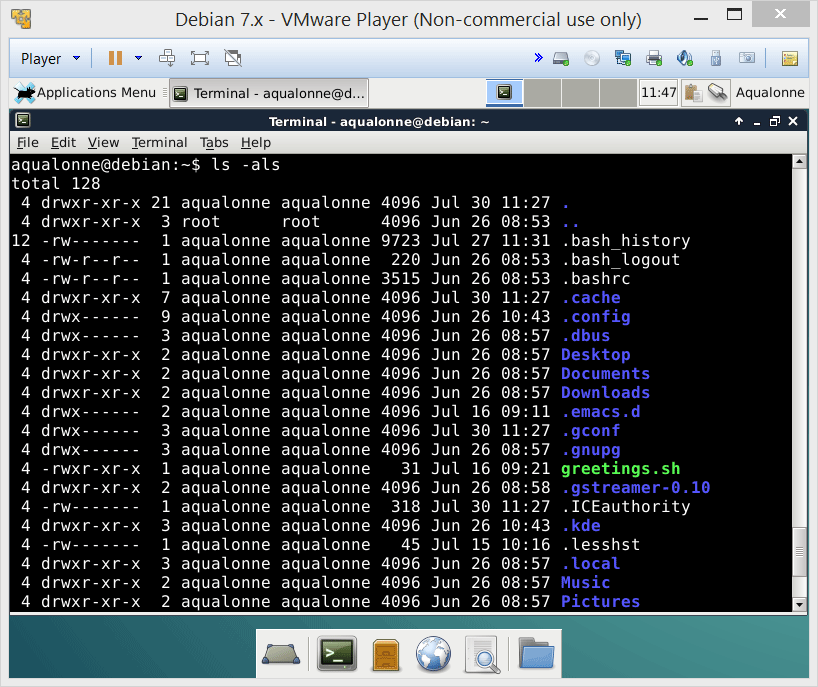 Debian 7.x - VMware Player (Non-commercial use only)
Player
Applications Menu
Terminal - aqualonne@d...
11:47
Aqualonne
Terminal - aqualonne@debian: ~
File Edit View Terminal Tabs Help
aqualonne@debian:~$ ls -als
total 128
 4 drwxr-xr-x 21 aqualonne aqualonne 4096 Jul 30 11:27 .
 4 drwxr-xr-x  3 root      root      4096 Jun 26 08:53 ..
12 -rw-------  1 aqualonne aqualonne 9723 Jul 27 11:31 .bash_history
 4 -rw-r--r--  1 aqualonne aqualonne  220 Jun 26 08:53 .bash_logout
 4 -rw-r--r--  1 aqualonne aqualonne 3515 Jun 26 08:53 .bashrc
 4 drwxr-xr-x  7 aqualonne aqualonne 4096 Jul 30 11:27 .cache
 4 drwx------  9 aqualonne aqualonne 4096 Jun 26 10:43 .config
 4 drwx------  3 aqualonne aqualonne 4096 Jun 26 08:57 .dbus
 4 drwxr-xr-x  2 aqualonne aqualonne 4096 Jun 26 08:57 Desktop
 4 drwxr-xr-x  2 aqualonne aqualonne 4096 Jun 26 08:57 Documents
 4 drwxr-xr-x  2 aqualonne aqualonne 4096 Jun 26 08:57 Downloads
 4 drwx------  2 aqualonne aqualonne 4096 Jul 16 09:11 .emacs.d
 4 drwx------  3 aqualonne aqualonne 4096 Jul 30 11:27 .gconf
 4 drwx------  3 aqualonne aqualonne 4096 Jun 26 08:57 .gnupg
 4 -rwxr-xr-x  1 aqualonne aqualonne   31 Jul 16 09:21 greetings.sh
 4 drwxr-xr-x  2 aqualonne aqualonne 4096 Jun 26 08:58 .gstreamer-0.10
 4 -rw-------  1 aqualonne aqualonne  318 Jul 30 11:27 .ICEauthority
 4 drwxr-xr-x  3 aqualonne aqualonne 4096 Jun 26 10:43 .kde
 4 -rw-------  1 aqualonne aqualonne   45 Jul 15 10:16 .lesshst
 4 drwxr-xr-x  3 aqualonne aqualonne 4096 Jun 26 08:57 .local
 4 drwxr-xr-x  2 aqualonne aqualonne 4096 Jun 26 08:57 Music
 4 drwxr-xr-x  2 aqualonne aqualonne 4096 Jun 26 08:57 Pictures